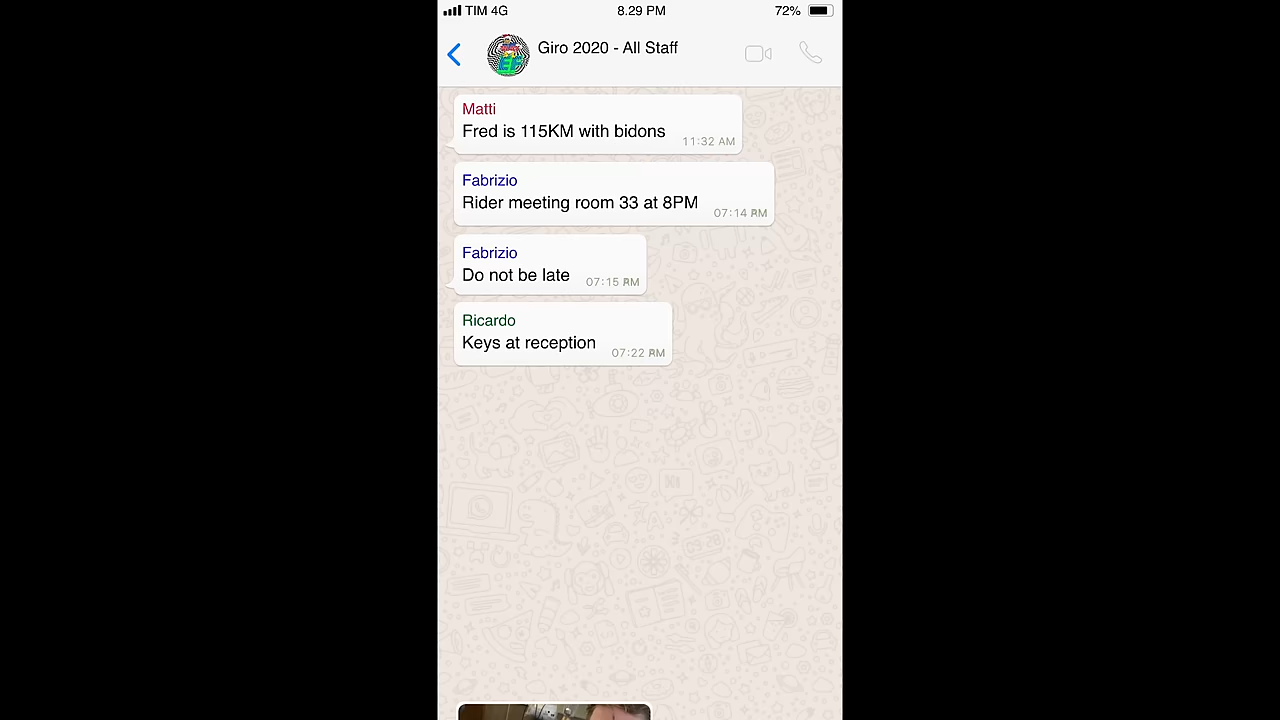 TIM 4G 8.29 PM 72%
Giro 2020 - All Staff
Matti
Fred is 115KM with bidons
11:32 AM
Fabrizio
Rider meeting room 33 at 8PM
07:14 PM
Fabrizio
Do not be late
07:15 PM
Ricardo
Keys at reception
07:22 PM